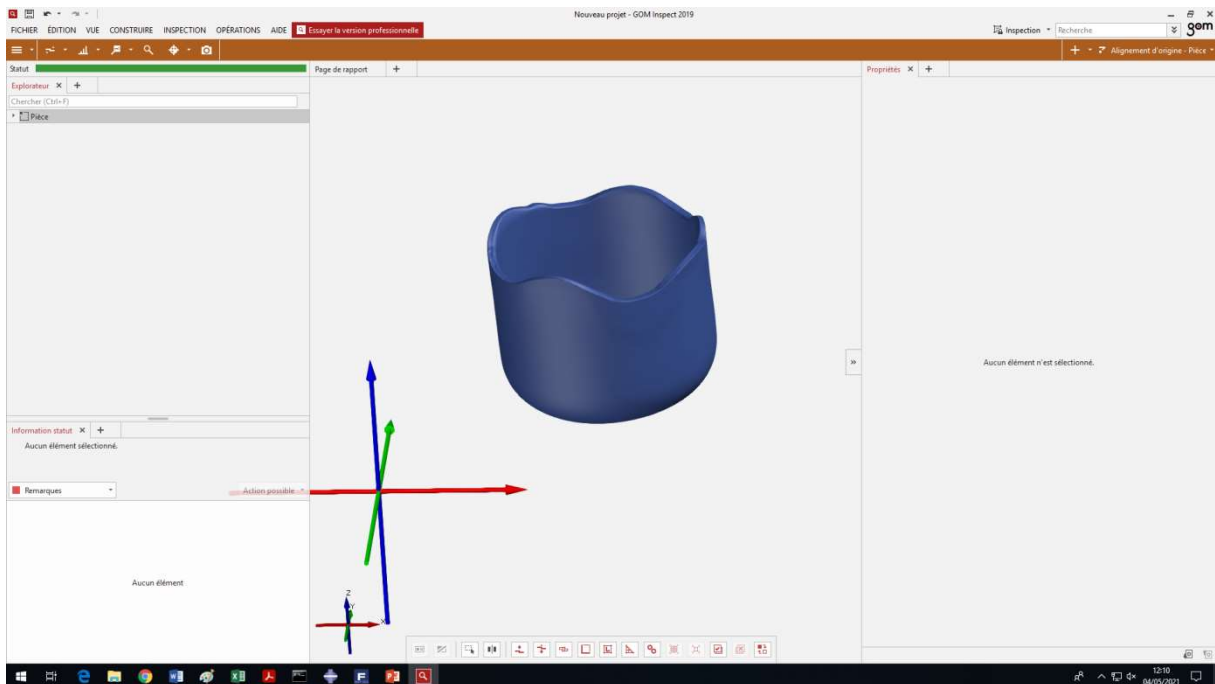 Nouveau projet - GOM Inspect 2019
FICHIER ÉDITION VUE CONSTRUIRE INSPECTION OPÉRATIONS AIDE Essayer la version professionnelle
Inspection Recherche gom
Alignement d'origine - Pièce
Statut
Page de rapport
Propriétés
Explorateur
Chercher (Ctrl+F)
Pièce
Aucun élément n'est sélectionné.
Information statut
Aucun élément sélectionné.
Remarques
Action possible
Aucun élément
Z
Y
X
12:10
04/05/2021